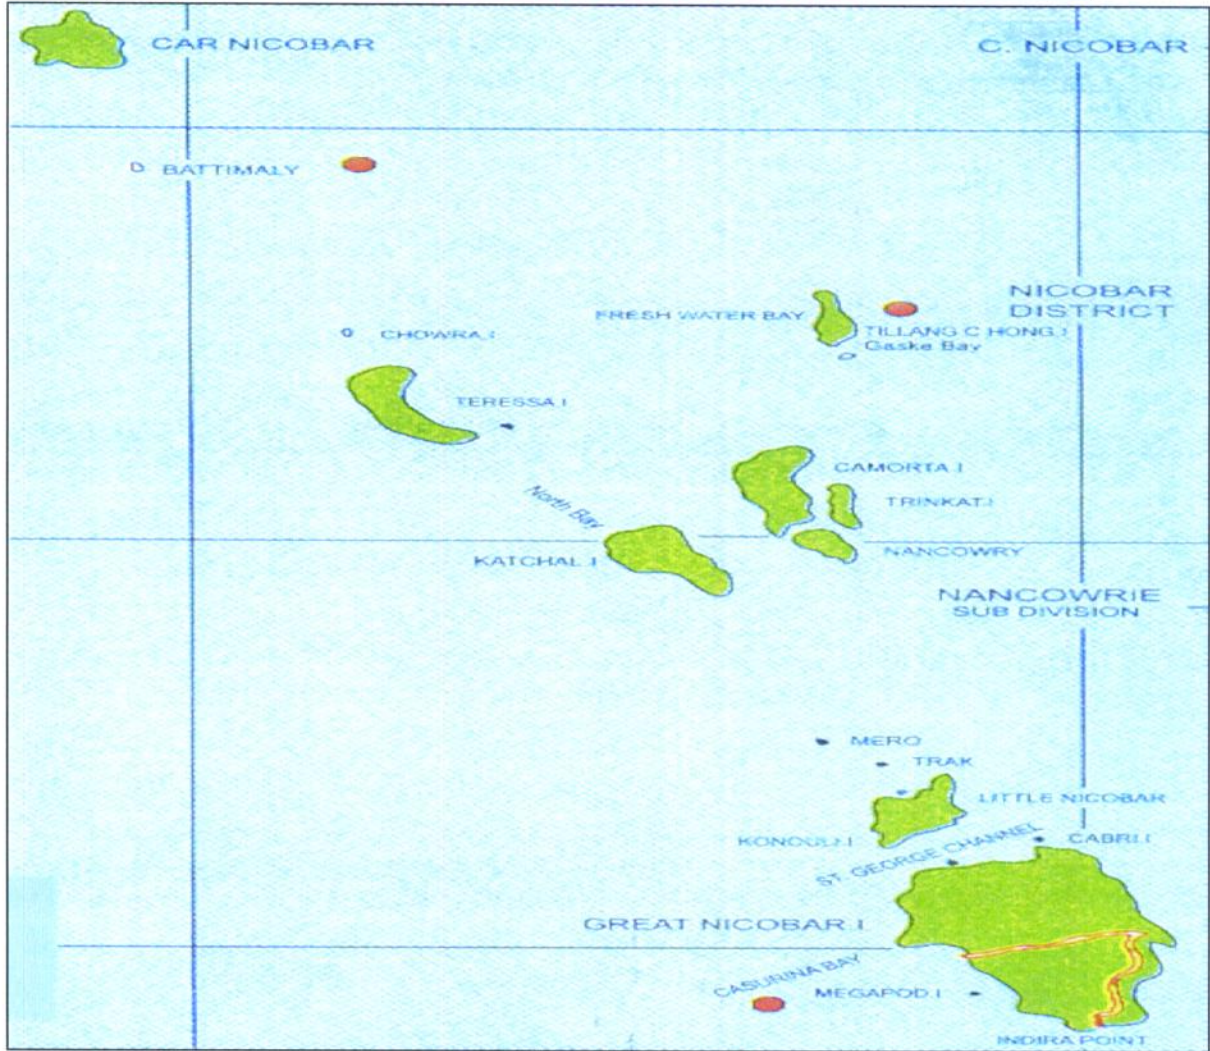 CAR NICOBAR
C. NICOBAR
BATTIMALY
NICOBAR
DISTRICT
FRESH WATER BAY
TILLANG C HONG.I
Gaske Bay
CHOWRA.I
TERESSA.I
CAMORTA.I
TRINKAT.I
North Bay
KATCHAL.I
NANCOWRY
NANCOWRIE
SUB DIVISION
MERO
TRAK
LITTLE NICOBAR
ST. GEORGE CHANNEL
CABRI.I
GREAT NICOBAR.I
CASURINA BAY
MEGAPOD.I
INDIRA POINT